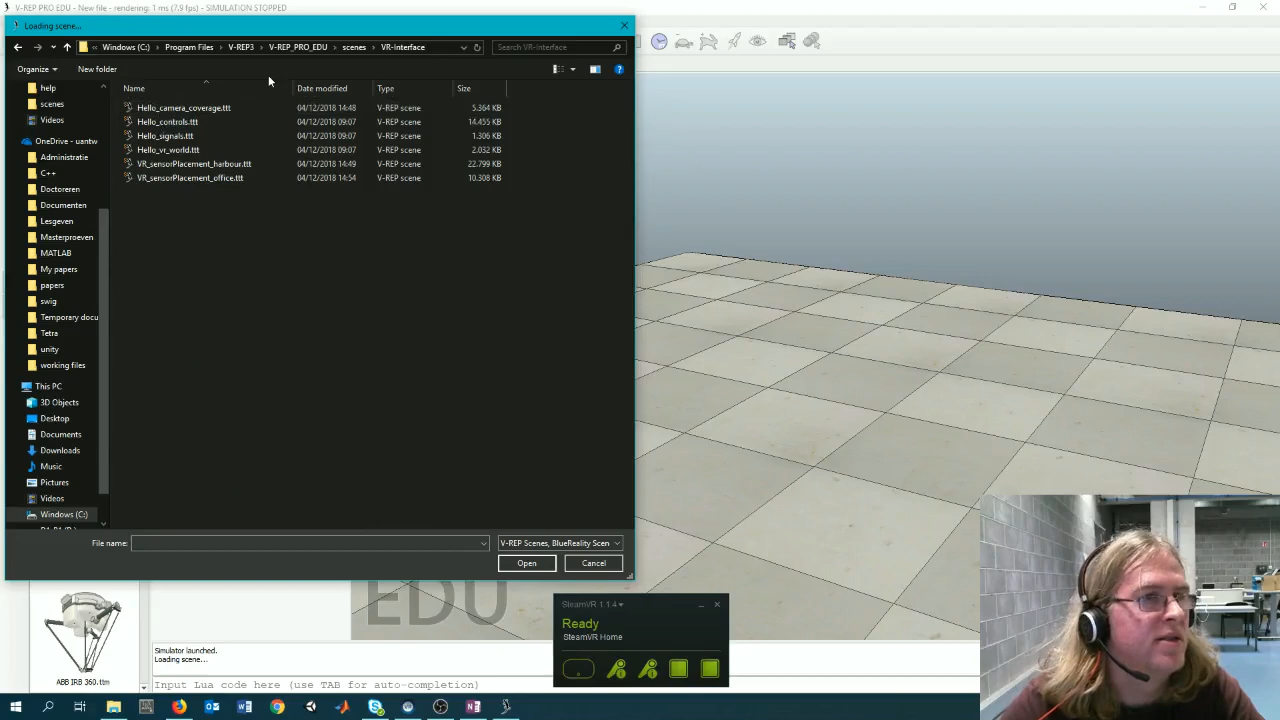 V-REP PRO EDU - New file - rendering: 1 ms (7.9 fps) - SIMULATION STOPPED
Loading scene...
« Windows (C:) > Program Files > V-REP3 > V-REP_PRO_EDU > scenes > VR-Interface
Search VR-Interface
Organize
New folder
Name
Date modified
Type
Size
Hello_camera_coverage.ttt 04/12/2018 14:48 V-REP scene 5.364 KB
Hello_controls.ttt 04/12/2018 09:07 V-REP scene 14.455 KB
Hello_signals.ttt 04/12/2018 09:07 V-REP scene 1.306 KB
Hello_vr_world.ttt 04/12/2018 09:07 V-REP scene 2.032 KB
VR_sensorPlacement_harbour.ttt 04/12/2018 14:49 V-REP scene 22.799 KB
VR_sensorPlacement_office.ttt 04/12/2018 14:54 V-REP scene 10.308 KB
help
scenes
Videos
OneDrive - uantw
Administratie
C++
Doctoreren
Documenten
Lesgeven
Masterproeven
MATLAB
My papers
papers
swig
Temporary docu
Tetra
unity
working files
This PC
3D Objects
Desktop
Documents
Downloads
Music
Pictures
Videos
Windows (C:)
File name:
V-REP Scenes, BlueReality Scen
Open
Cancel
EDU
SteamVR 1.1.4
Ready
SteamVR Home
ABB IRB 360.ttm
Simulator launched.
Loading scene...
Input Lua code here (use TAB for auto-completion)